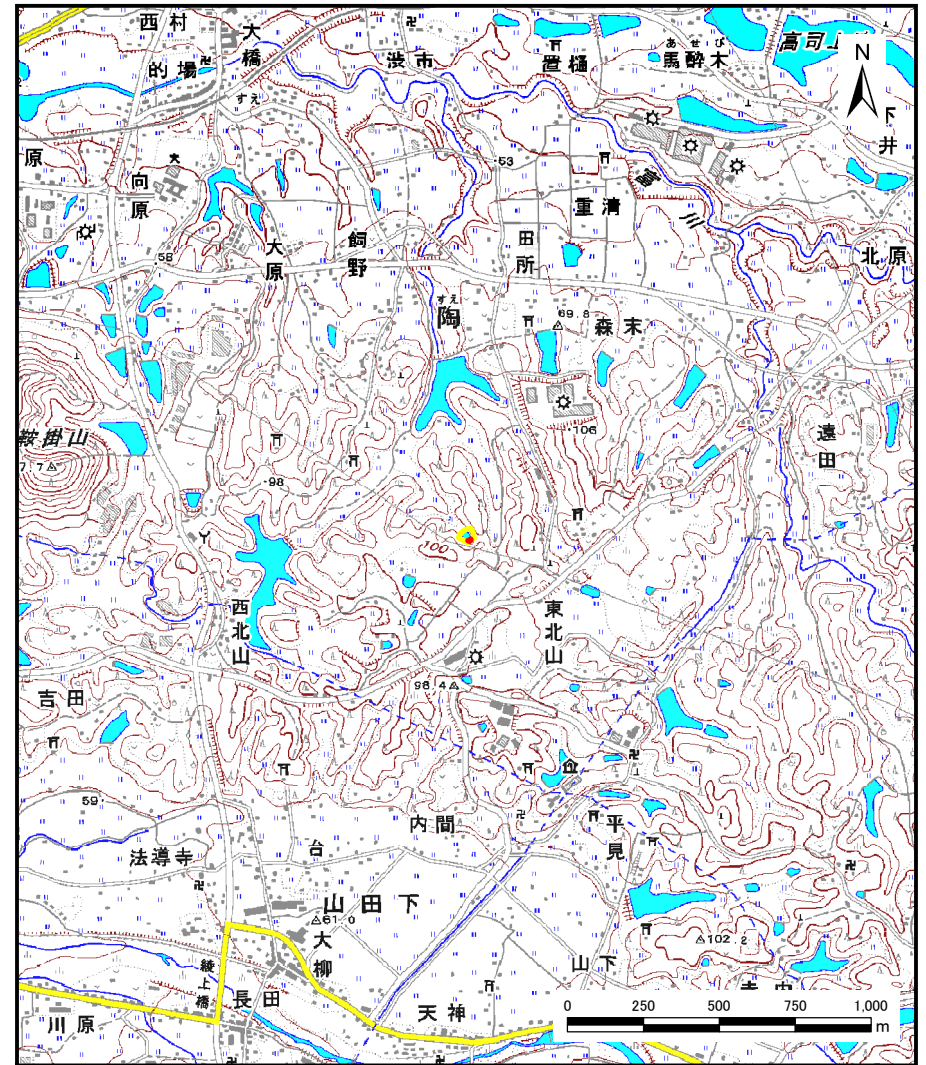 西村
大橋
的場
すえ
渋市
置樋
あせび
馬酔木
高司上
N
下井
原
向原
53
富川
重清
田所
飼野
大原
58
北原
すえ
陶
69.8
森末
鞍掛山
7.7
106
遠田
98
100
西北山
東北山
98.4
吉田
59
内間
平見
法導寺
台
山田下
61.0
大柳
102.2
綾上橋
長田
山下
天神
川原
0 250 500 750 1,000
m